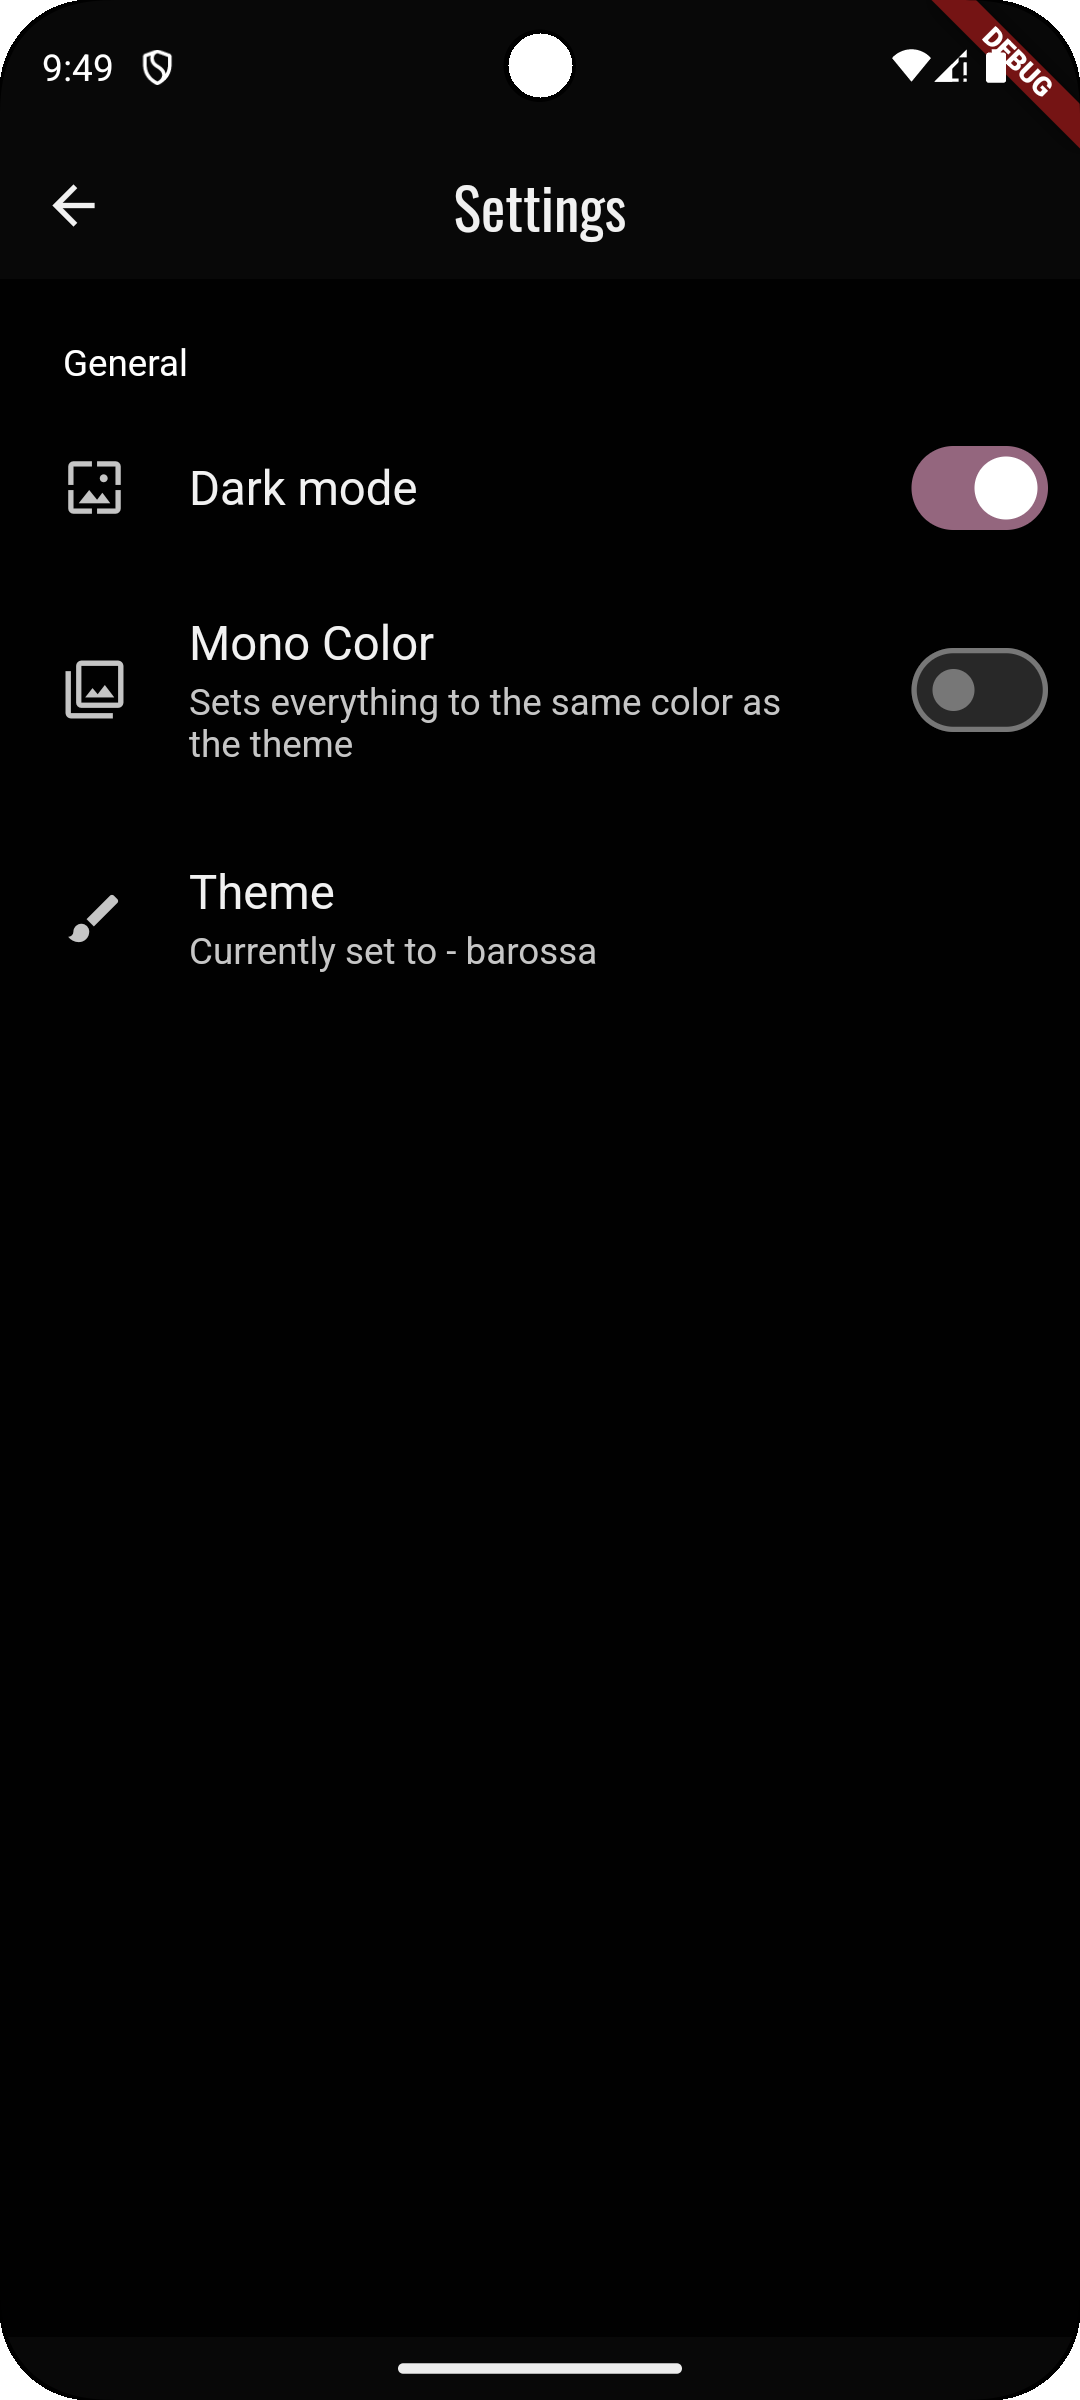 9:49
DEBUG
Settings
General
Dark mode
Mono Color
Sets everything to the same color as
the theme
Theme
Currently set to - barossa